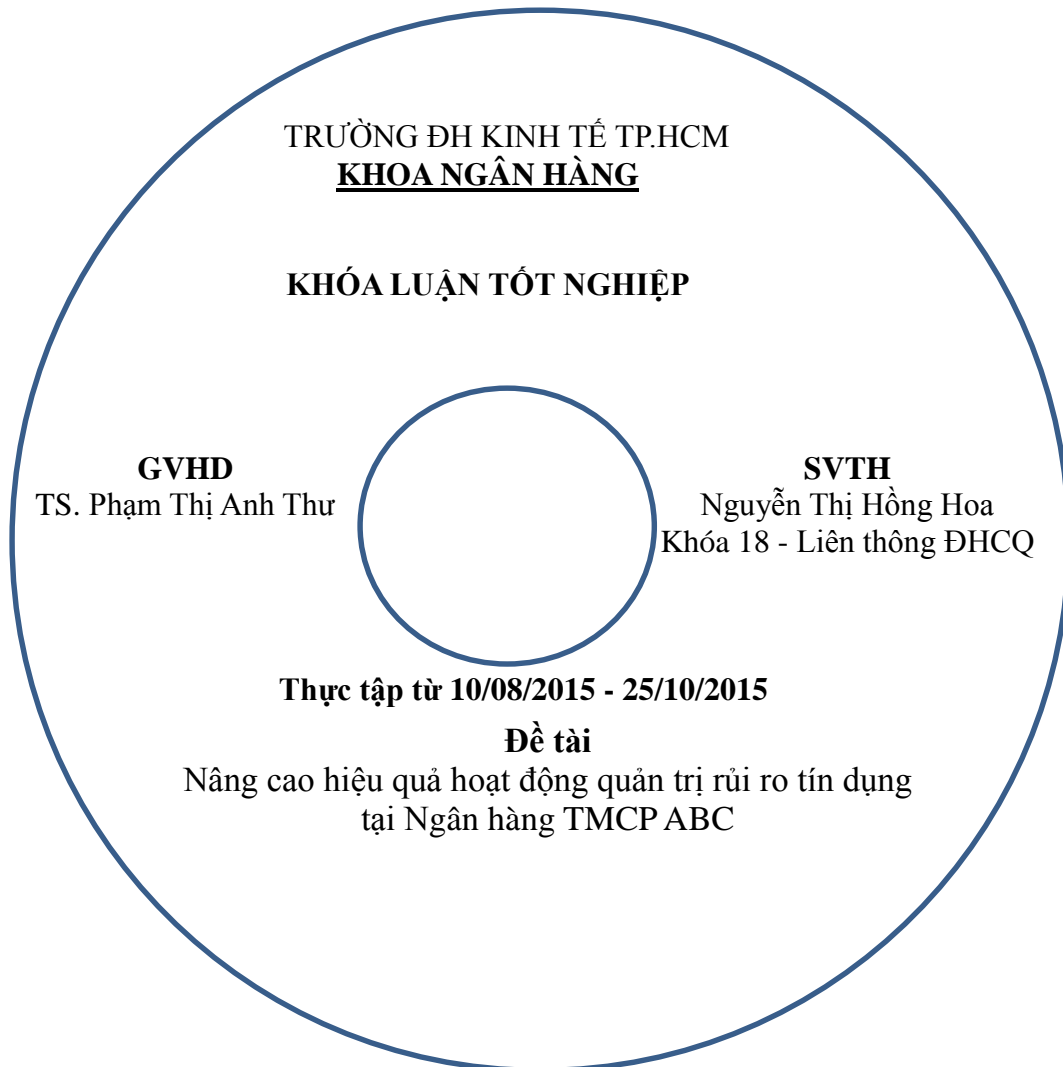 TRƯỜNG ĐH KINH TẾ TP.HCM
KHOA NGÂN HÀNG
KHÓA LUẬN TỐT NGHIỆP
GVHD
TS. Phạm Thị Anh Thư
SVTH
Nguyễn Thị Hồng Hoa
Khóa 18 - Liên thông ĐHCQ
Thực tập từ 10/08/2015 - 25/10/2015
Đề tài
Nâng cao hiệu quả hoạt động quản trị rủi ro tín dụng
tại Ngân hàng TMCP ABC